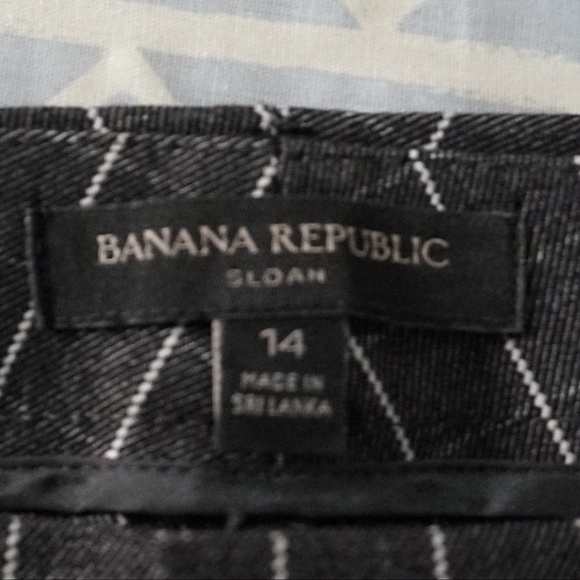 BANANA REPUBLIC
SLOAN
14
MADE IN
SRI LANKA